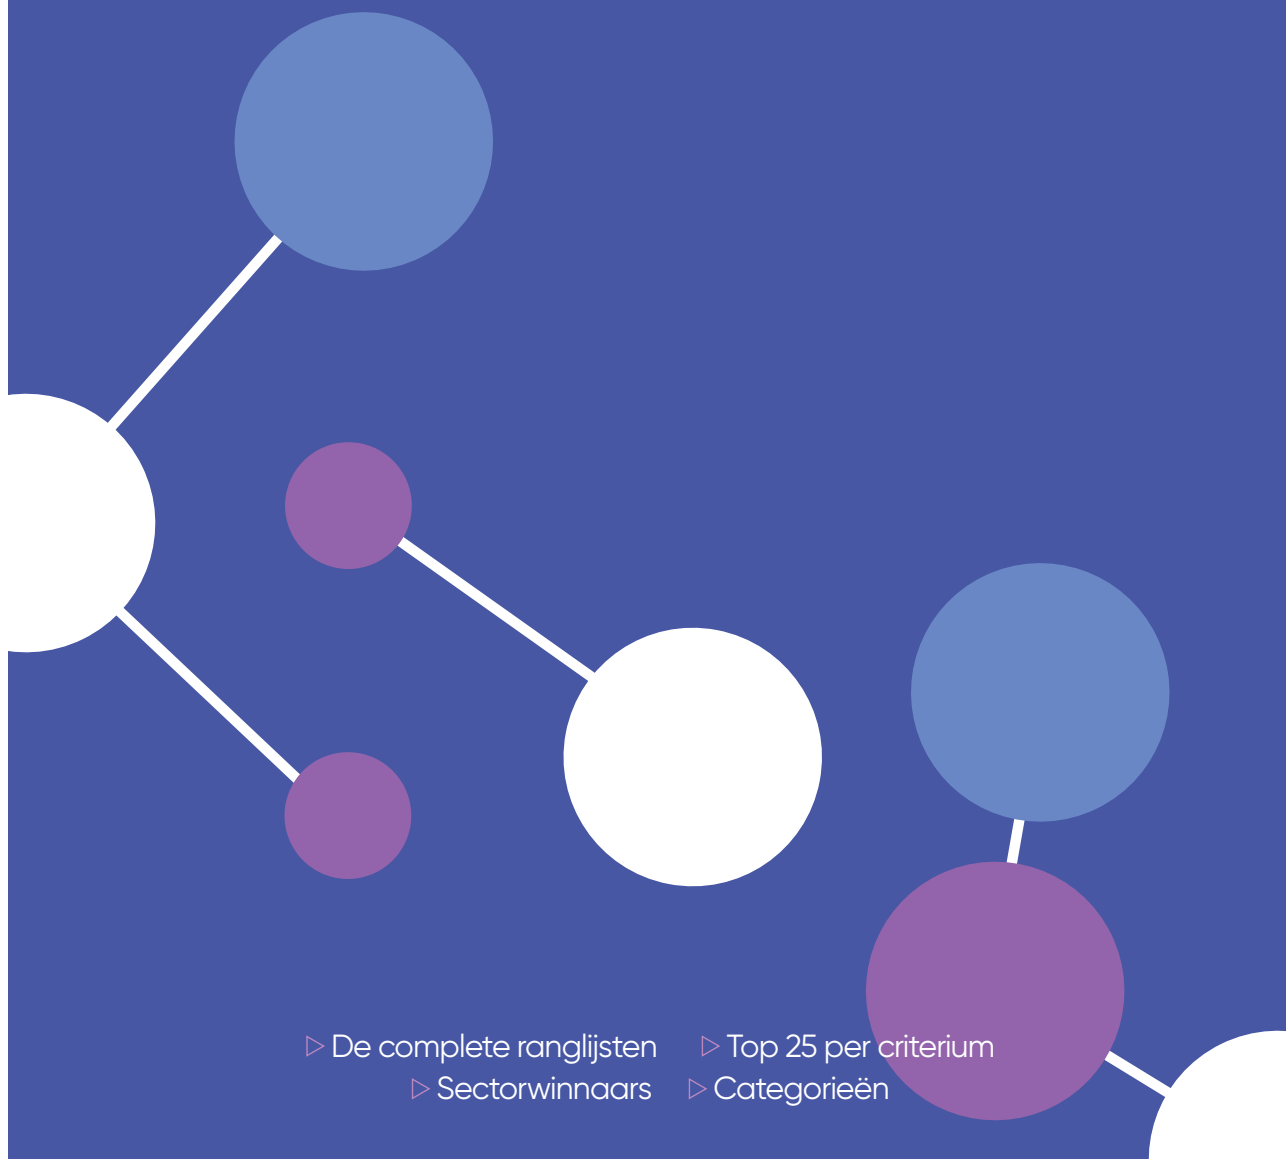 ▷ De complete ranglijsten ▷ Top 25 per criterium
▷ Sectorwinnaars ▷ Categorieën